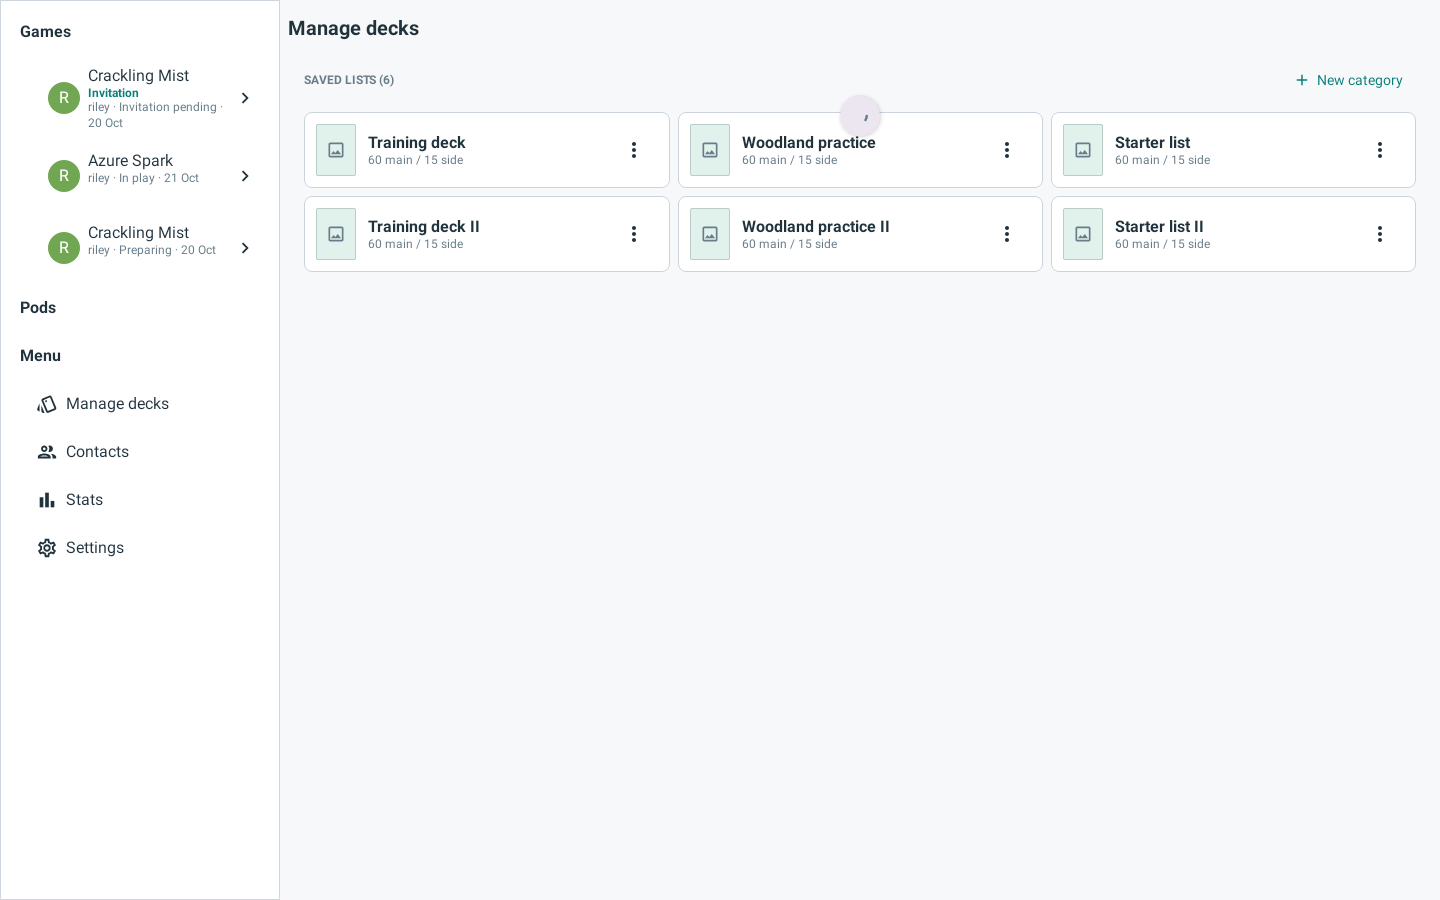 Games
R
Crackling Mist
Invitation
riley · Invitation pending ·
20 Oct
R
Azure Spark
riley · In play · 21 Oct
R
Crackling Mist
riley · Preparing · 20 Oct
Pods
Menu
Manage decks
Contacts
Stats
Settings
Manage decks
SAVED LISTS (6)
New category
Training deck
60 main / 15 side
Woodland practice
60 main / 15 side
Starter list
60 main / 15 side
Training deck II
60 main / 15 side
Woodland practice II
60 main / 15 side
Starter list II
60 main / 15 side